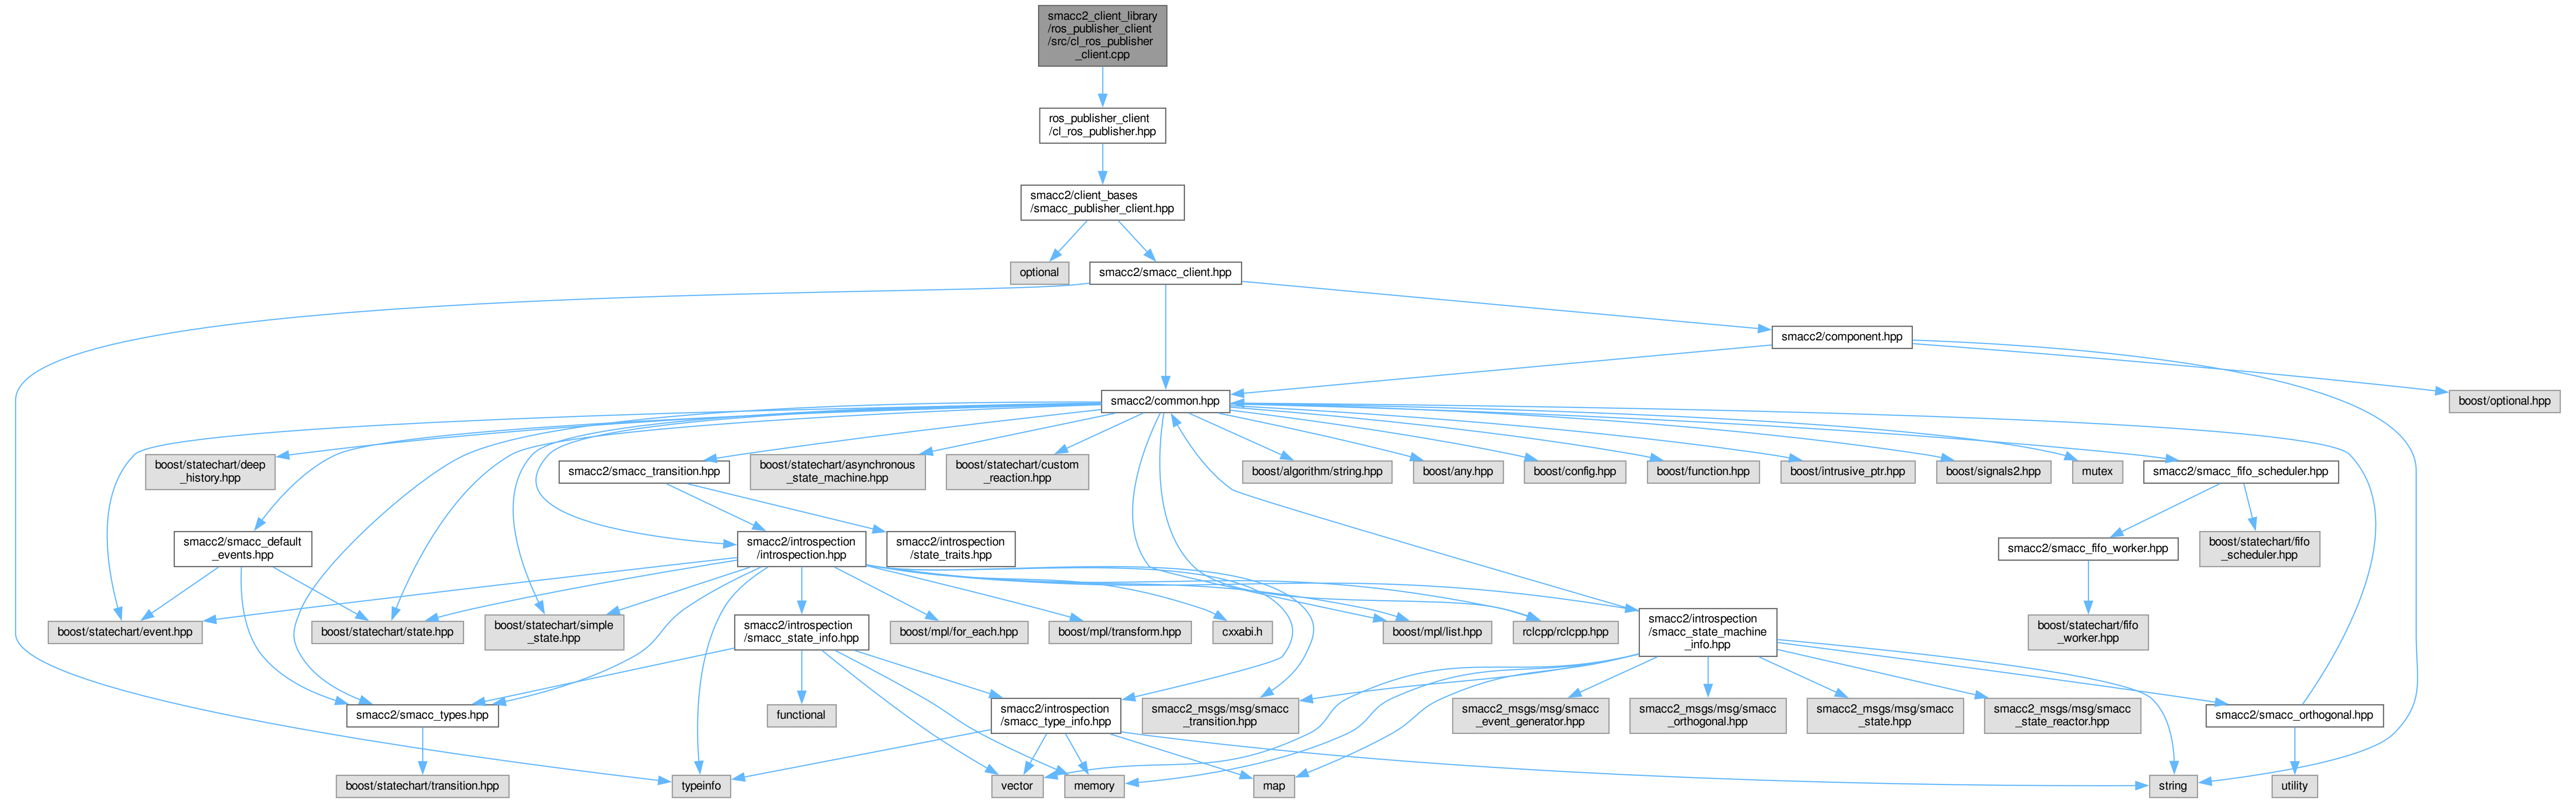 smacc2_client_library
/ros_publisher_client
/src/cl_ros_publisher
_client.cpp
ros_publisher_client
/cl_ros_publisher.hpp
smacc2/client_bases
/smacc_publisher_client.hpp
optional
smacc2/smacc_client.hpp
smacc2/component.hpp
smacc2/common.hpp
boost/optional.hpp
boost/statechart/deep
_history.hpp
smacc2/smacc_transition.hpp
boost/statechart/asynchronous
_state_machine.hpp
boost/statechart/custom
_reaction.hpp
boost/algorithm/string.hpp
boost/any.hpp
boost/config.hpp
boost/function.hpp
boost/intrusive_ptr.hpp
boost/signals2.hpp
mutex
smacc2/smacc_fifo_scheduler.hpp
smacc2/smacc_default
_events.hpp
smacc2/introspection
/introspection.hpp
smacc2/introspection
/state_traits.hpp
smacc2/smacc_fifo_worker.hpp
boost/statechart/fifo
_scheduler.hpp
boost/statechart/event.hpp
boost/statechart/state.hpp
boost/statechart/simple
_state.hpp
smacc2/introspection
/smacc_state_info.hpp
boost/mpl/for_each.hpp
boost/mpl/transform.hpp
cxxabi.h
boost/mpl/list.hpp
rclcpp/rclcpp.hpp
smacc2/introspection
/smacc_state_machine
_info.hpp
boost/statechart/fifo
_worker.hpp
smacc2/smacc_types.hpp
functional
smacc2/introspection
/smacc_type_info.hpp
smacc2_msgs/msg/smacc
_transition.hpp
smacc2_msgs/msg/smacc
_event_generator.hpp
smacc2_msgs/msg/smacc
_orthogonal.hpp
smacc2_msgs/msg/smacc
_state.hpp
smacc2_msgs/msg/smacc
_state_reactor.hpp
smacc2/smacc_orthogonal.hpp
boost/statechart/transition.hpp
typeinfo
vector
memory
map
string
utility